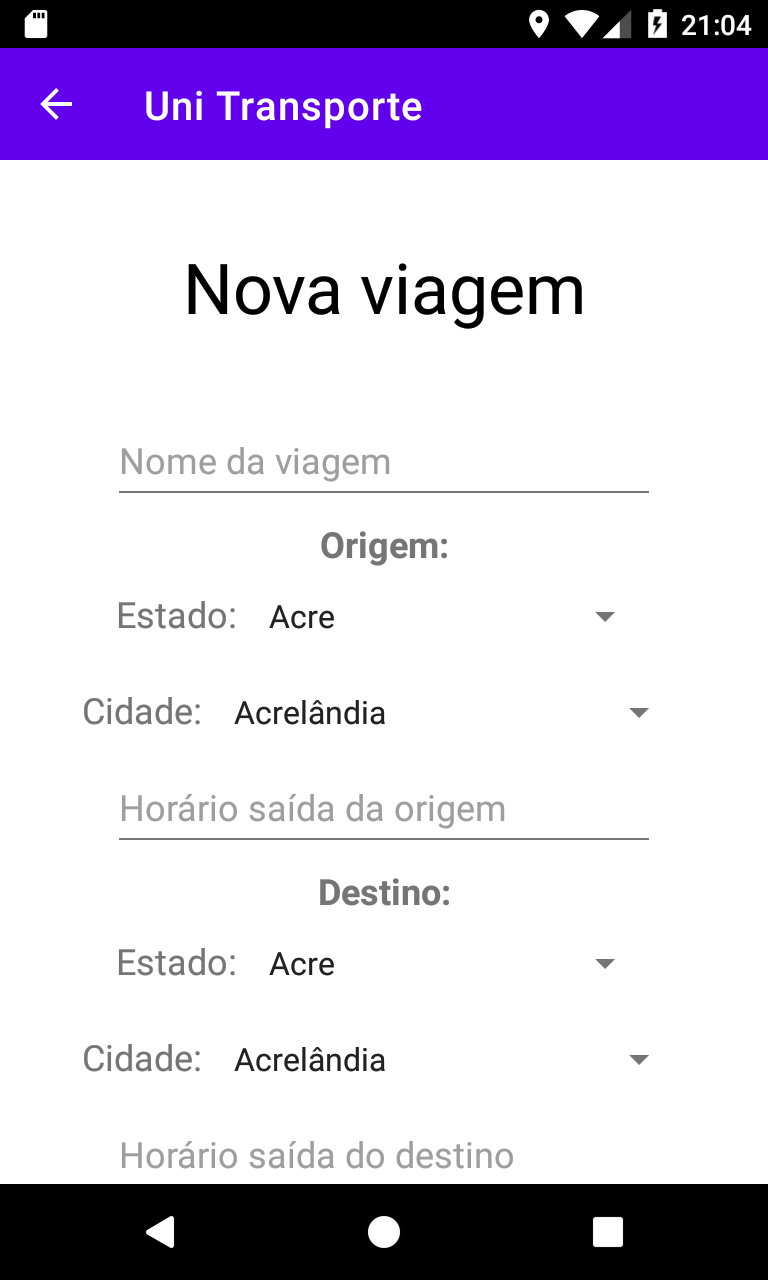 21:04
Uni Transporte
Nova viagem
Nome da viagem
Origem:
Estado: Acre
Cidade: Acrelândia
Horário saída da origem
Destino:
Estado: Acre
Cidade: Acrelândia
Horário saída do destino